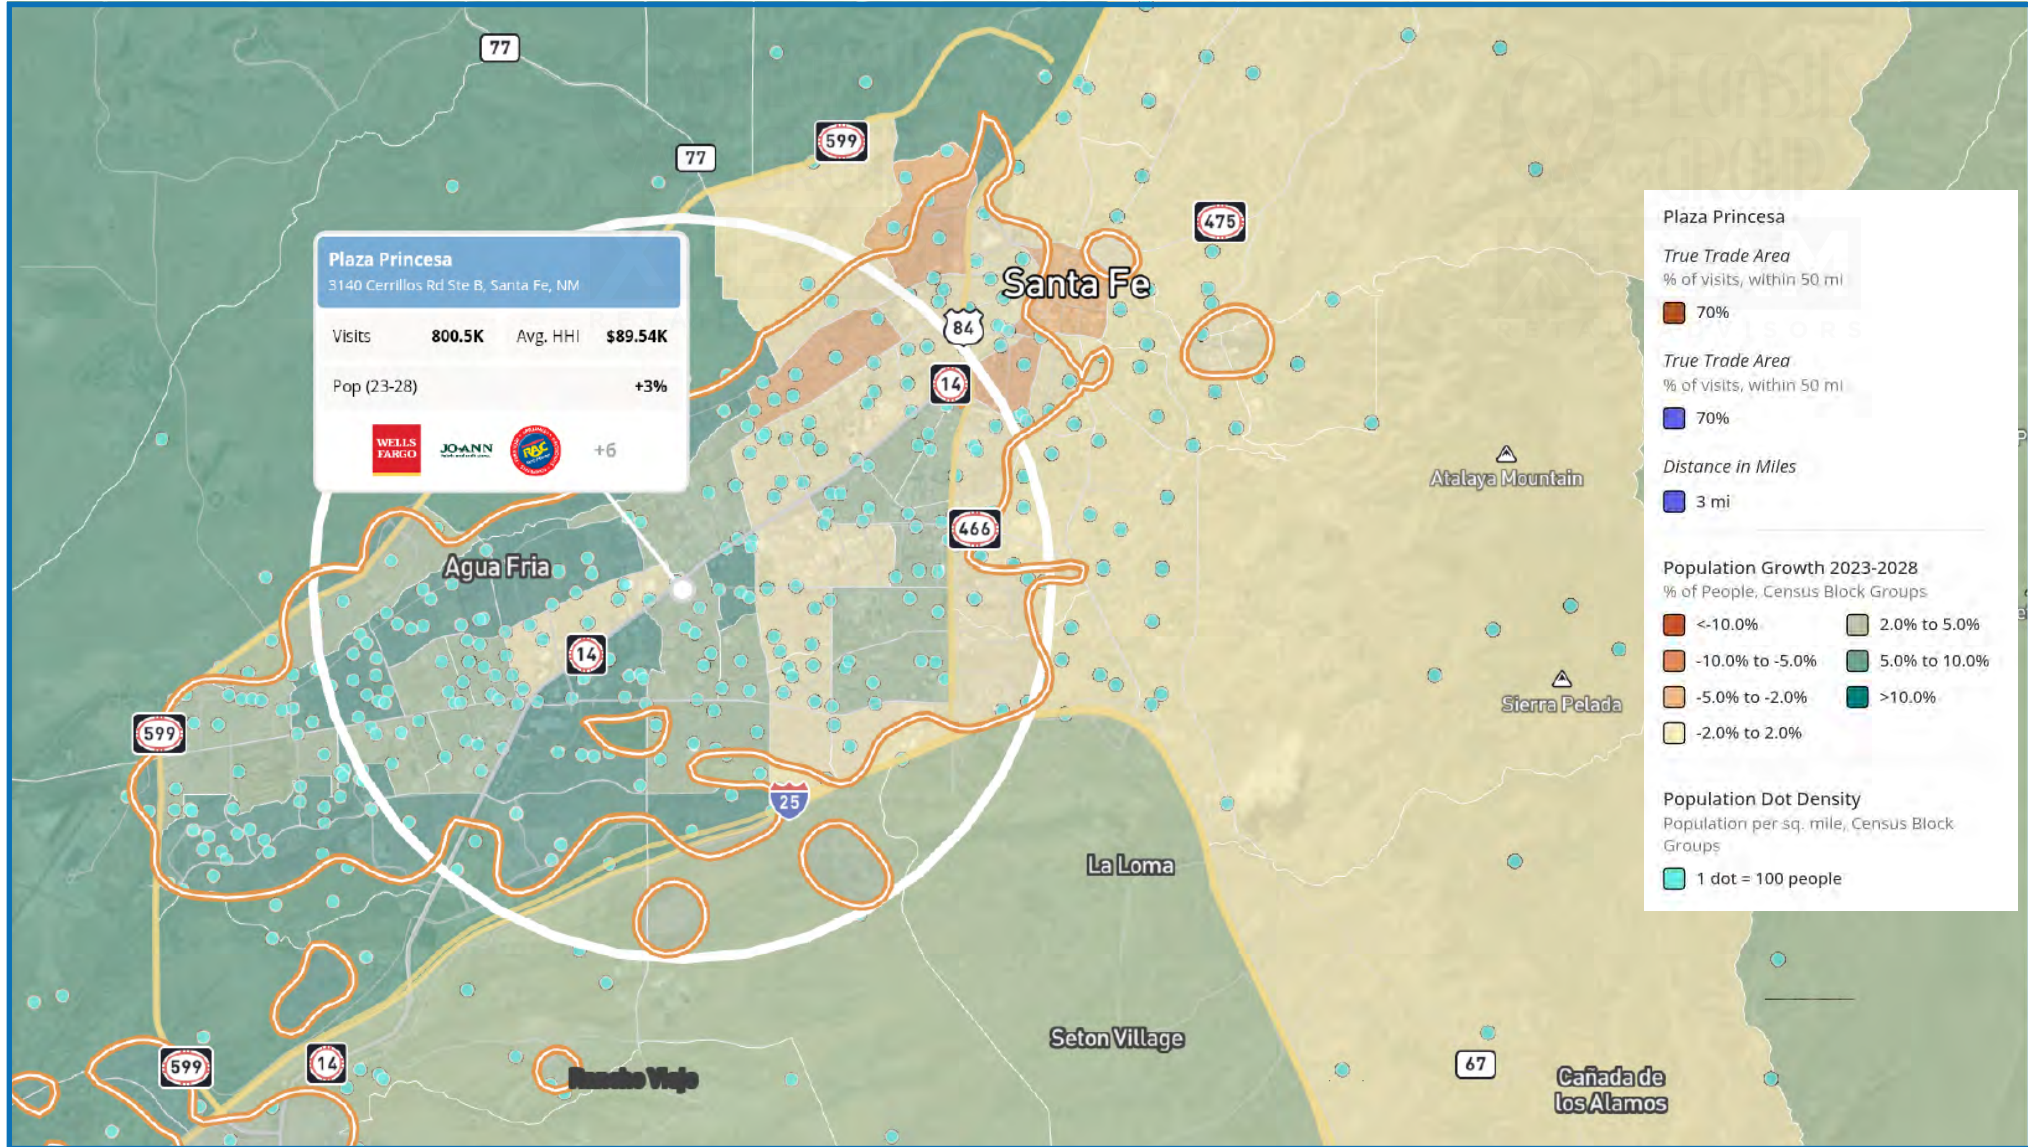 77
599
77
475
Plaza Princesa
3140 Cerrillos Rd Ste B, Santa Fe, NM
Visits 800.5K Avg. HHI $89.54K
Pop (23-28) +3%
WELLS FARGO
JO-ANN
RAC
+6
Santa Fe
84
14
466
Agua Fria
14
599
25
Atalaya Mountain
Sierra Pelada
La Loma
Seton Village
67
Cañada de
los Alamos
599
14
Rancho Viejo
Plaza Princesa
True Trade Area
% of visits, within 50 mi
70%
True Trade Area
% of visits, within 50 mi
70%
Distance in Miles
3 mi
Population Growth 2023-2028
% of People, Census Block Groups
<-10.0% 2.0% to 5.0%
-10.0% to -5.0% 5.0% to 10.0%
-5.0% to -2.0% >10.0%
-2.0% to 2.0%
Population Dot Density
Population per sq. mile, Census Block
Groups
1 dot = 100 people